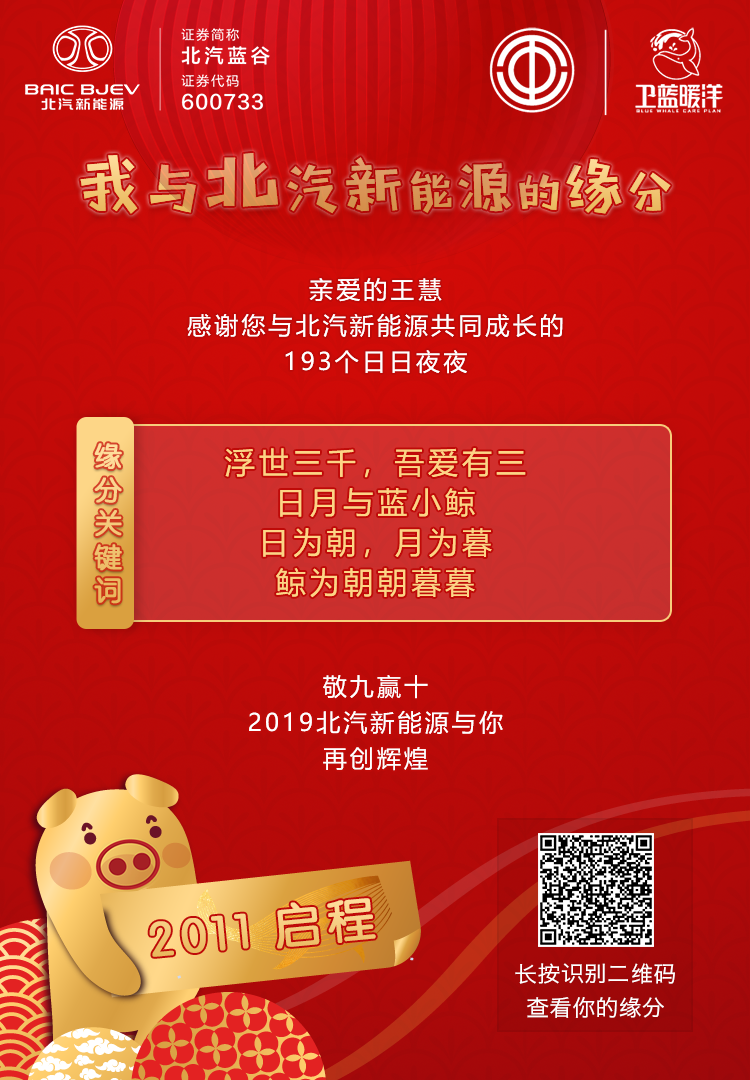 BAIC BJEV
北汽新能源
证券简称
北汽蓝谷
证券代码
600733
卫蓝暖洋
BLUE WHALE CARE PLAN
我与北汽新能源的缘分
亲爱的王慧
感谢您与北汽新能源共同成长的
193个日日夜夜
缘分关键词
浮世三千，吾爱有三
日月与蓝小鲸
日为朝，月为暮
鲸为朝朝暮暮
敬九赢十
2019北汽新能源与你
再创辉煌
2011 启程
长按识别二维码
查看你的缘分